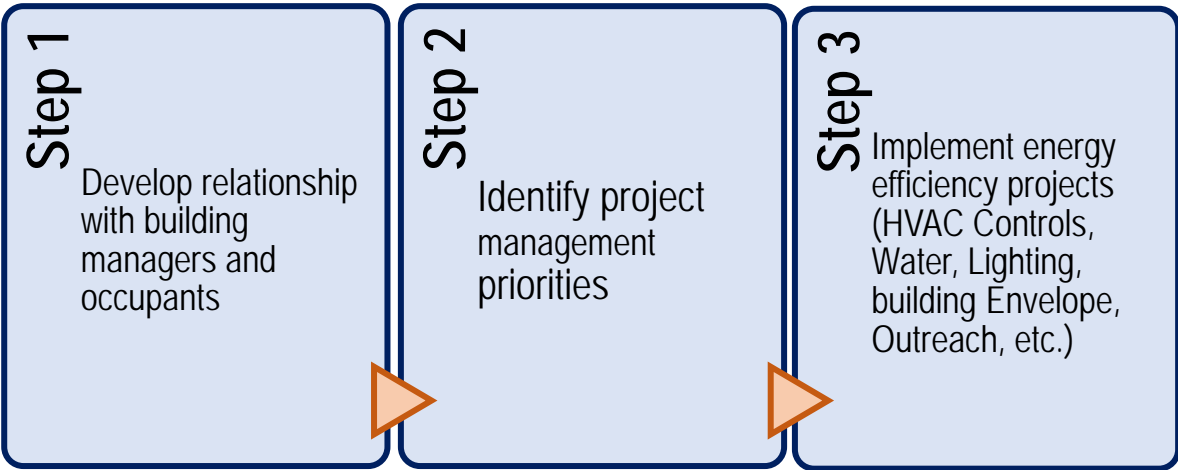 Step 1
Develop relationship
with building
managers and
occupants
Step 2
Identify project
management
priorities
Step 3
Implement energy
efficiency projects
(HVAC Controls,
Water, Lighting,
building Envelope,
Outreach, etc.)